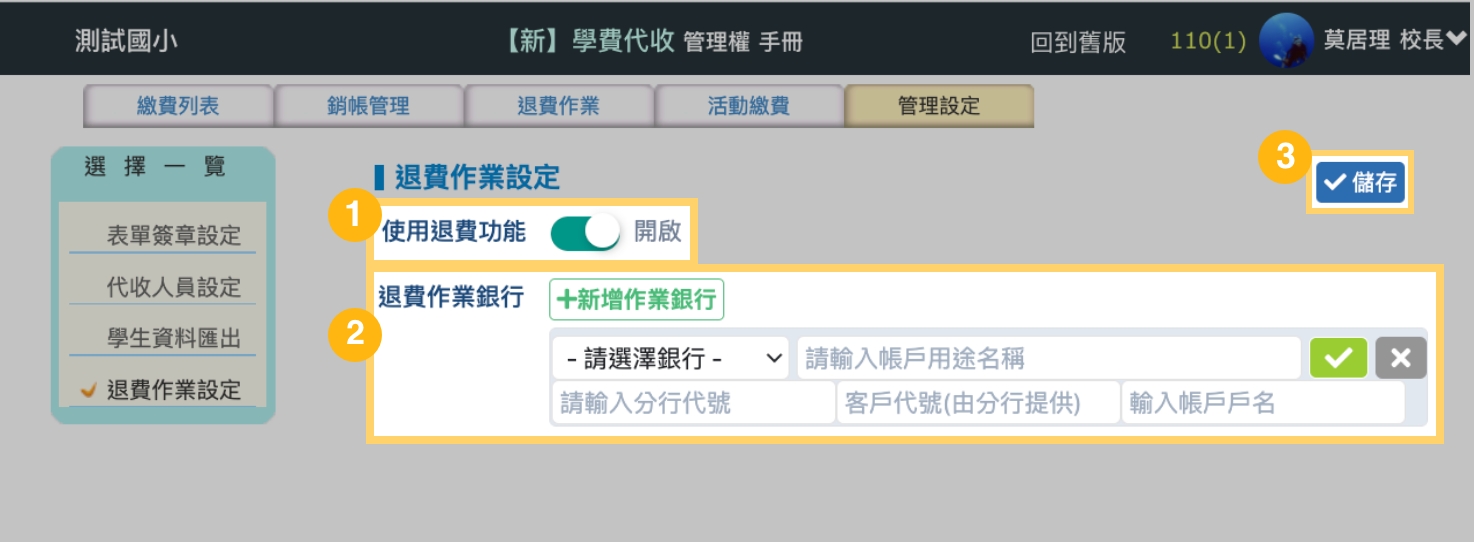 測試國小
【新】學費代收 管理權 手冊
回到舊版 110(1) 莫居理 校長
繳費列表 銷帳管理 退費作業 活動繳費 管理設定
選 擇 一 覽
表單簽章設定
代收人員設定
學生資料匯出
退費作業設定
退費作業設定
3
儲存
1
使用退費功能 開啟
2
退費作業銀行 新增作業銀行
- 請選澤銀行 - 請輸入帳戶用途名稱
請輸入分行代號 客戶代號(由分行提供) 輸入帳戶戶名